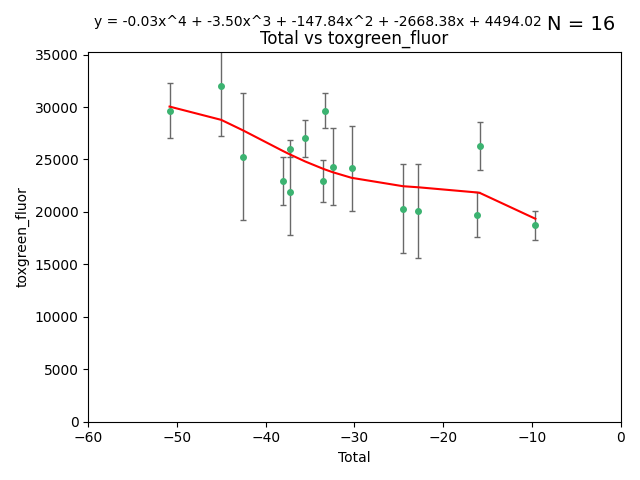 y = -0.03x^4 + -3.50x^3 + -147.84x^2 + -2668.38x + 4494.02 N = 16
Total vs toxgreen_fluor
35000
30000
25000
20000
15000
10000
5000
0
toxgreen_fluor
−60 −50 −40 −30 −20 −10 0
Total